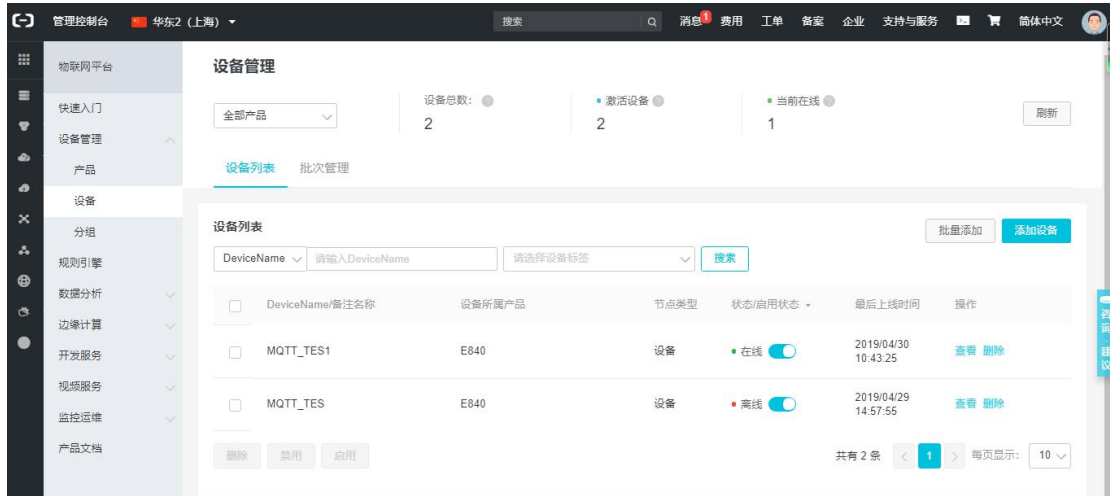 管理控制台 华东2（上海） 搜索 消息 1 费用 工单 备案 企业 支持与服务 简体中文
物联网平台
快速入门
设备管理
产品
设备
分组
规则引擎
数据分析
边缘计算
开发服务
视频服务
监控运维
产品文档
设备管理
全部产品
设备总数： 激活设备 当前在线
2 2 1
刷新
设备列表 批次管理
设备列表
批量添加 添加设备
DeviceName 请输入DeviceName 请选择设备标签 搜索
DeviceName/备注名称 设备所属产品 节点类型 状态/启用状态 最后上线时间 操作
MQTT_TES1 E840 设备 在线 2019/04/30 10:43:25 查看 删除
MQTT_TES E840 设备 离线 2019/04/29 14:57:55 查看 删除
删除 禁用 启用
共有 2 条 1 每页显示： 10
咨询·建议